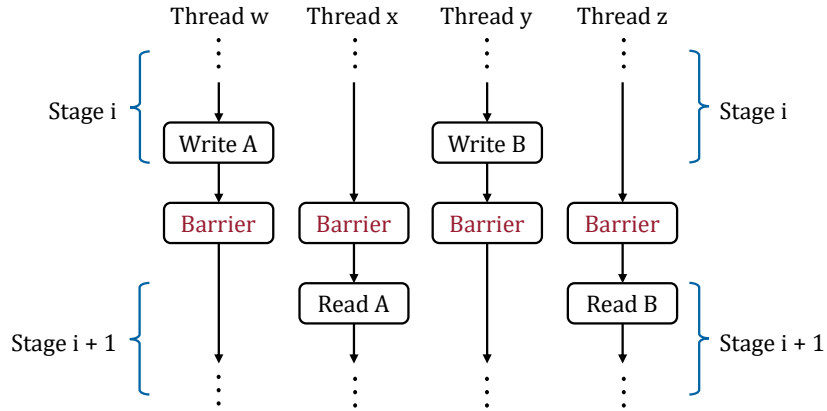 Thread w Thread x Thread y Thread z
Stage i Stage i
Write A Write B
Barrier Barrier Barrier Barrier
Read A Read B
Stage i + 1 Stage i + 1